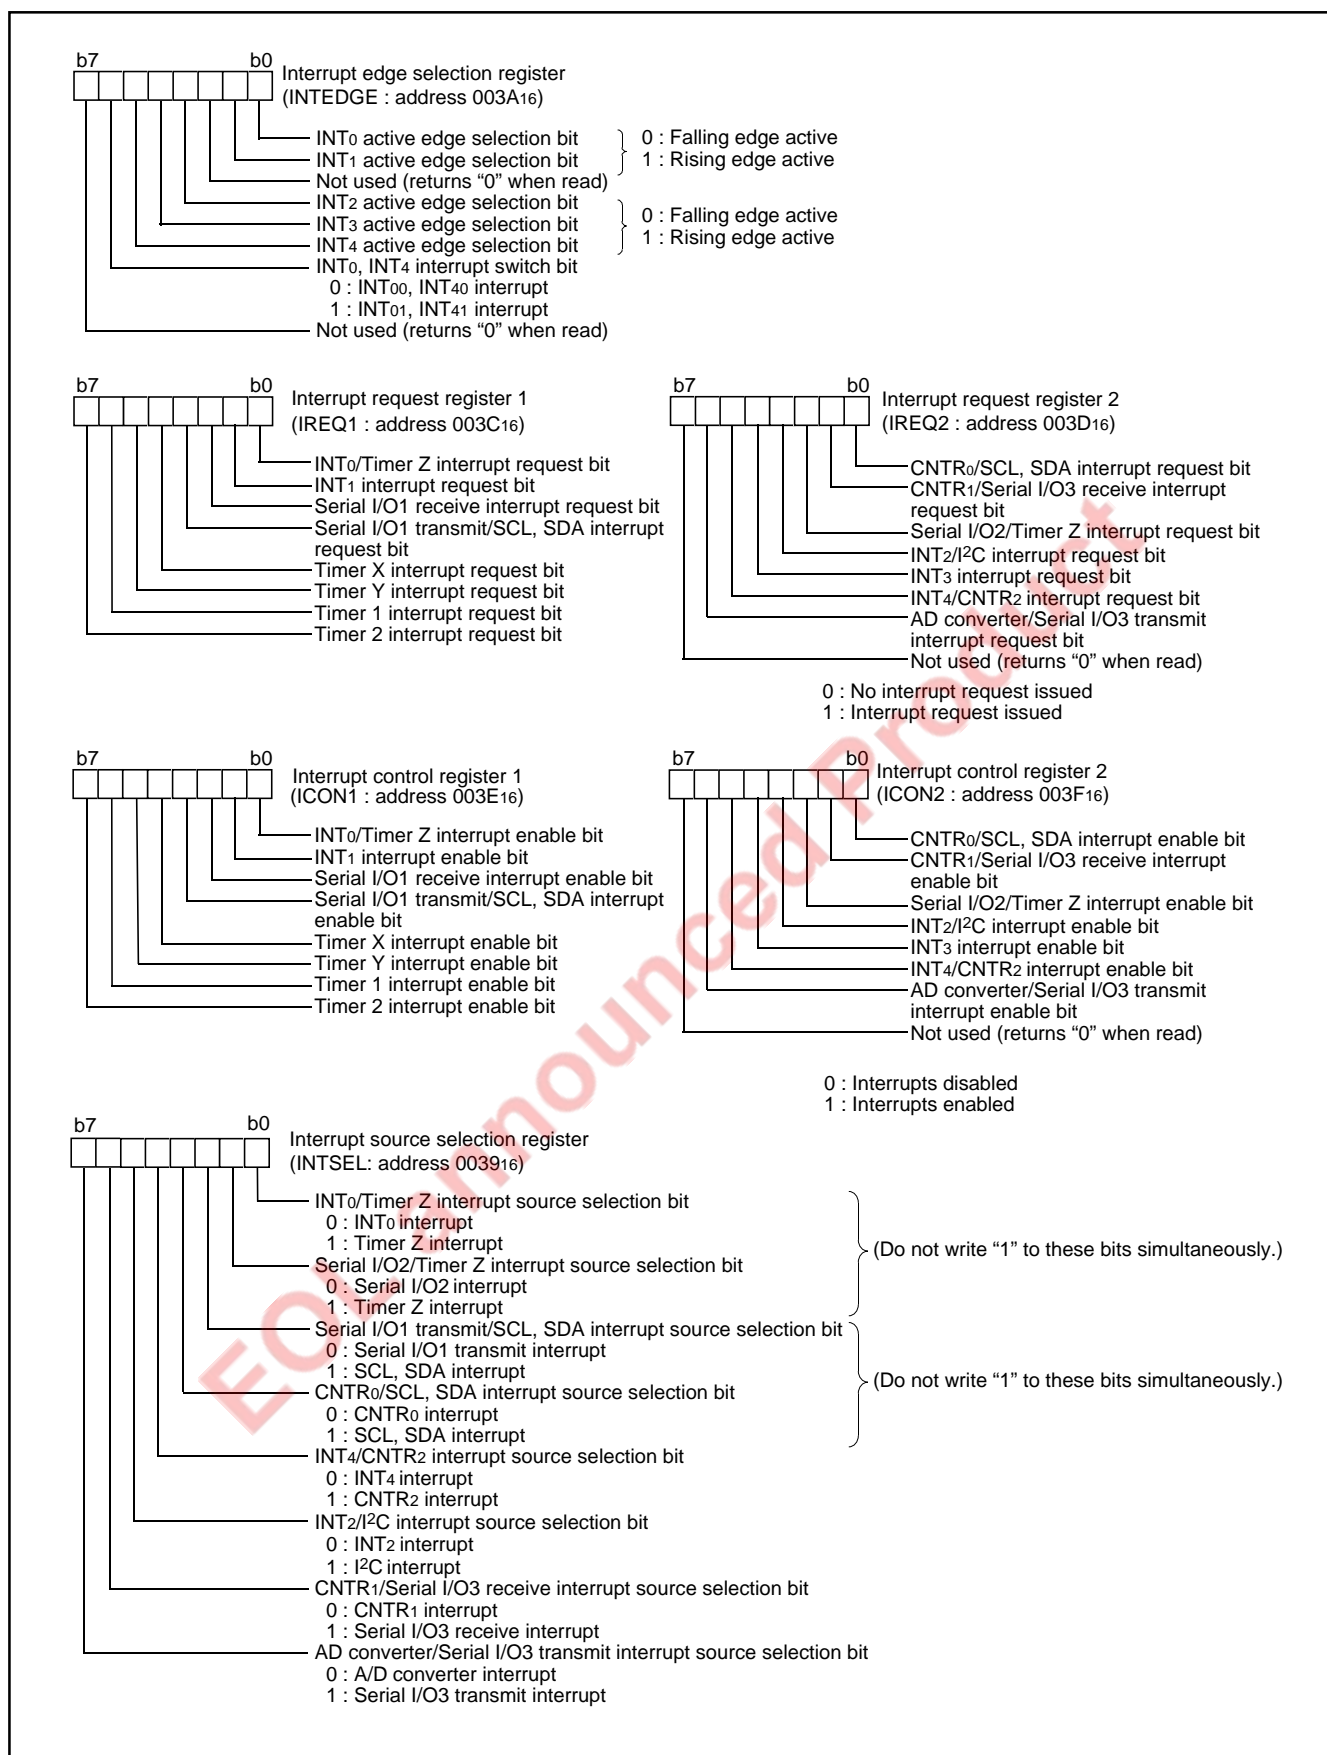 b7 b0
Interrupt edge selection register
(INTEDGE : address 003A16)
INT0 active edge selection bit
INT1 active edge selection bit
0 : Falling edge active
1 : Rising edge active
Not used (returns “0” when read)
INT2 active edge selection bit
INT3 active edge selection bit
INT4 active edge selection bit
0 : Falling edge active
1 : Rising edge active
INT0, INT4 interrupt switch bit
0 : INT00, INT40 interrupt
1 : INT01, INT41 interrupt
Not used (returns “0” when read)
b7 b0
Interrupt request register 1
(IREQ1 : address 003C16)
INT0/Timer Z interrupt request bit
INT1 interrupt request bit
Serial I/O1 receive interrupt request bit
Serial I/O1 transmit/SCL, SDA interrupt
request bit
Timer X interrupt request bit
Timer Y interrupt request bit
Timer 1 interrupt request bit
Timer 2 interrupt request bit
b7 b0
Interrupt request register 2
(IREQ2 : address 003D16)
CNTR0/SCL, SDA interrupt request bit
CNTR1/Serial I/O3 receive interrupt
request bit
Serial I/O2/Timer Z interrupt request bit
INT2/I2C interrupt request bit
INT3 interrupt request bit
INT4/CNTR2 interrupt request bit
AD converter/Serial I/O3 transmit
interrupt request bit
Not used (returns “0” when read)
0 : No interrupt request issued
1 : Interrupt request issued
b7 b0
Interrupt control register 1
(ICON1 : address 003E16)
INT0/Timer Z interrupt enable bit
INT1 interrupt enable bit
Serial I/O1 receive interrupt enable bit
Serial I/O1 transmit/SCL, SDA interrupt
enable bit
Timer X interrupt enable bit
Timer Y interrupt enable bit
Timer 1 interrupt enable bit
Timer 2 interrupt enable bit
b7 b0
Interrupt control register 2
(ICON2 : address 003F16)
CNTR0/SCL, SDA interrupt enable bit
CNTR1/Serial I/O3 receive interrupt
enable bit
Serial I/O2/Timer Z interrupt enable bit
INT2/I2C interrupt enable bit
INT3 interrupt enable bit
INT4/CNTR2 interrupt enable bit
AD converter/Serial I/O3 transmit
interrupt enable bit
Not used (returns “0” when read)
0 : Interrupts disabled
1 : Interrupts enabled
b7 b0
Interrupt source selection register
(INTSEL: address 003916)
INT0/Timer Z interrupt source selection bit
0 : INT0 interrupt
1 : Timer Z interrupt
Serial I/O2/Timer Z interrupt source selection bit
0 : Serial I/O2 interrupt
1 : Timer Z interrupt
(Do not write “1” to these bits simultaneously.)
Serial I/O1 transmit/SCL, SDA interrupt source selection bit
0 : Serial I/O1 transmit interrupt
1 : SCL, SDA interrupt
CNTR0/SCL, SDA interrupt source selection bit
0 : CNTR0 interrupt
1 : SCL, SDA interrupt
(Do not write “1” to these bits simultaneously.)
INT4/CNTR2 interrupt source selection bit
0 : INT4 interrupt
1 : CNTR2 interrupt
INT2/I2C interrupt source selection bit
0 : INT2 interrupt
1 : I2C interrupt
CNTR1/Serial I/O3 receive interrupt source selection bit
0 : CNTR1 interrupt
1 : Serial I/O3 receive interrupt
AD converter/Serial I/O3 transmit interrupt source selection bit
0 : A/D converter interrupt
1 : Serial I/O3 transmit interrupt
EOL announced Product